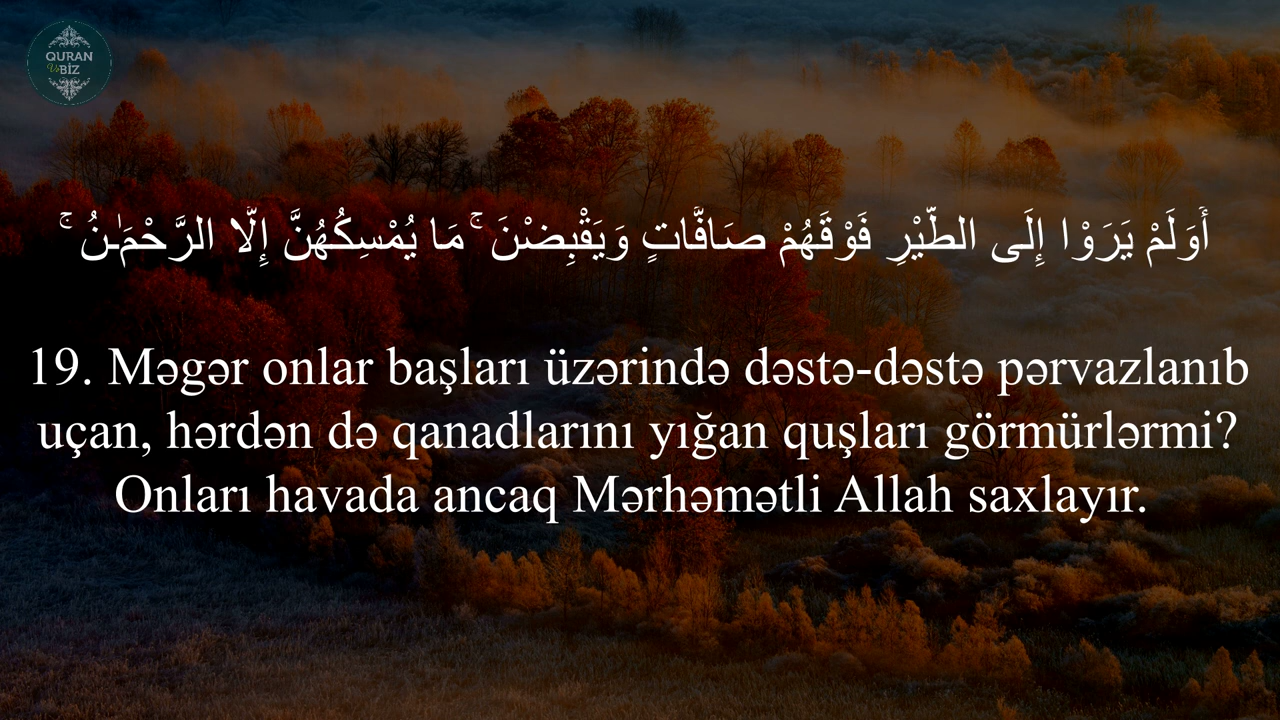 QURAN
Və BİZ
أَوَلَمْ يَرَوْا إِلَى الطَّيْرِ فَوْقَهُمْ صَافَّاتٍ وَيَقْبِضْنَ ۚ مَا يُمْسِكُهُنَّ إِلَّا الرَّحْمَـٰنُ ۚ
19. Məgər onlar başları üzərində dəstə-dəstə pərvazlanıb
uçan, hərdən də qanadlarını yığan quşları görmürlərmi?
Onları havada ancaq Mərhəmətli Allah saxlayır.